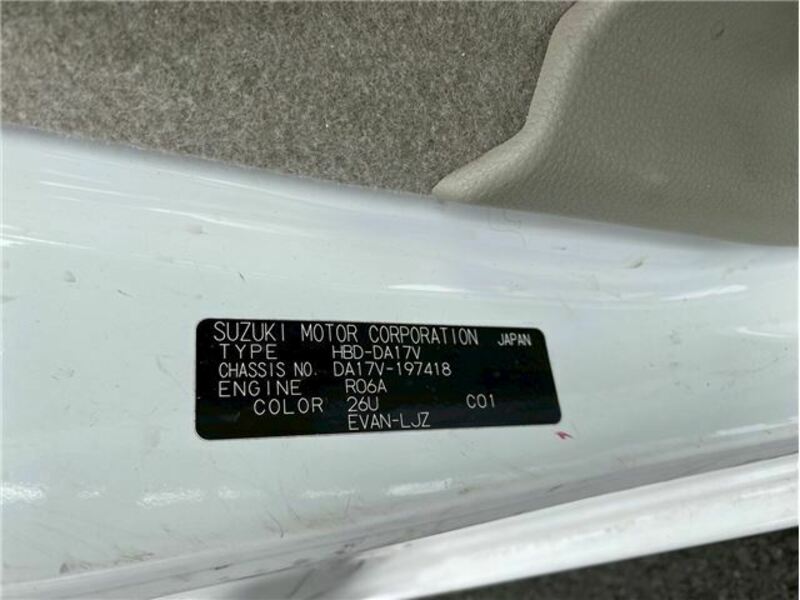 SUZUKI MOTOR CORPORATION JAPAN
TYPE HBD-DA17V
CHASSIS NO. DA17V-197418
ENGINE R06A
COLOR 26U C01
EVAN-LJZ